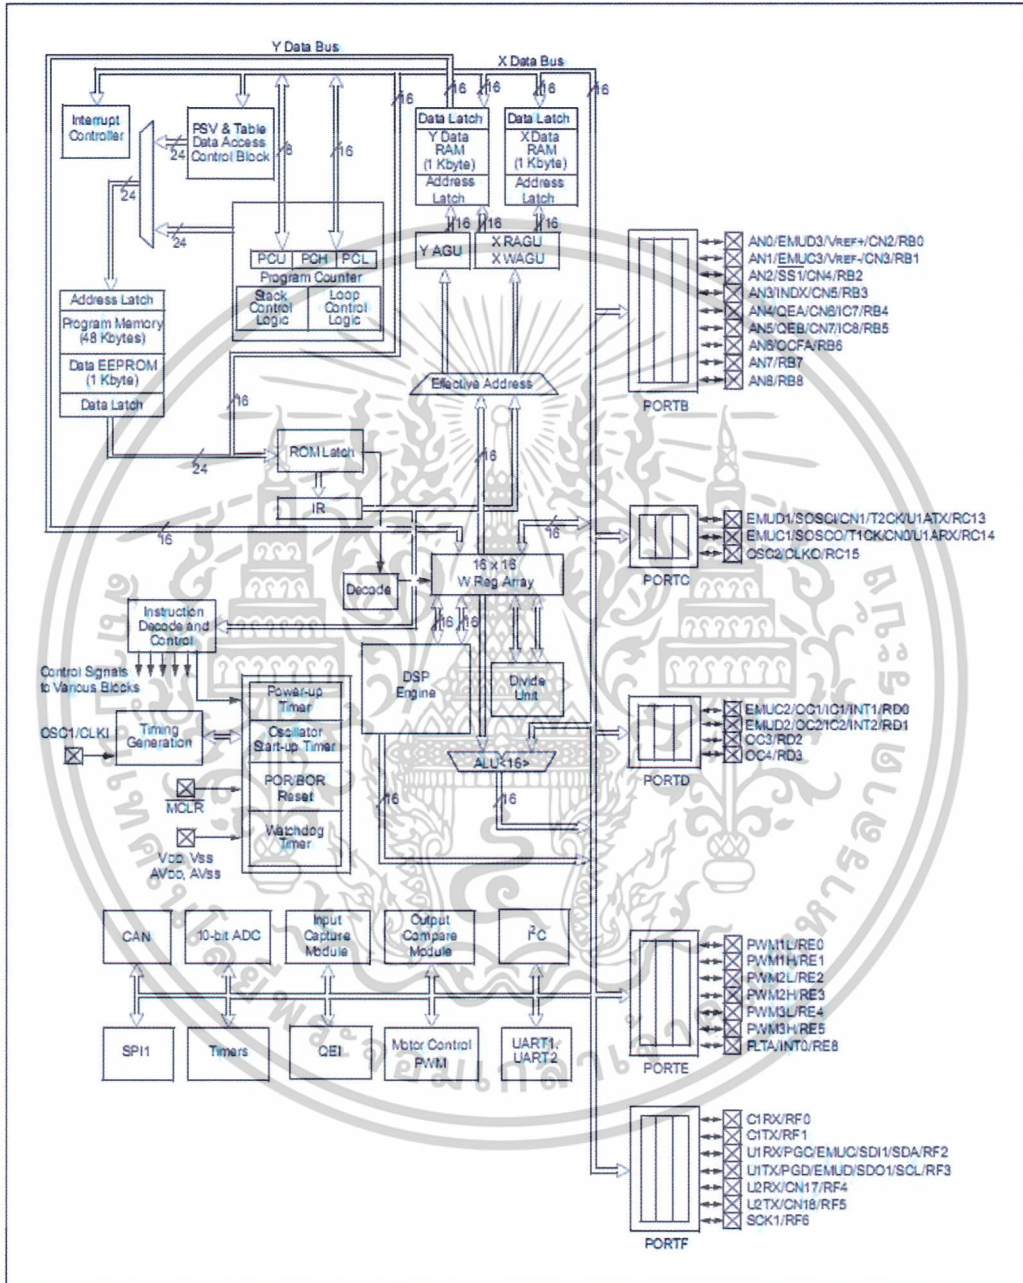 Y Data Bus
X Data Bus
16
16
16
16
16
Interrupt
Controller
PSV & Table
Data Access
Control Block
24
24
24
8
16
Data Latch
Y Data
RAM
(1 Kbyte)
Address
Latch
Data Latch
X Data
RAM
(1 Kbyte)
Address
Latch
16
16
16
Y AGU
X RAGU
X WAGU
PCU
PCH
PCL
Program Counter
Stack
Control
Logic
Loop
Control
Logic
Address Latch
Program Memory
(48 Kbytes)
Data EEPROM
(1 Kbyte)
Data Latch
16
24
Effective Address
16
ROM Latch
IR
16
16
16 x 16
W Reg Array
Decode
16
16
Instruction
Decode and
Control
Control Signals
to Various Blocks
OSC1/CLKI
Timing
Generation
MCLR
VDD, VSS
AVDD, AVSS
Power-up
Timer
Oscillator
Start-up Timer
POR/BOR
Reset
Watchdog
Timer
DSP
Engine
Divide
Unit
ALU<16>
16
16
CAN
10-bit ADC
Input
Capture
Module
Output
Compare
Module
I2C
SPI1
Timers
QEI
Motor Control
PWM
UART1,
UART2
AN0/EMUD3/VREF+/CN2/RB0
AN1/EMUC3/VREF-/CN3/RB1
AN2/SS1/CN4/RB2
AN3/INDX/CN5/RB3
AN4/QEA/CN6/IC7/RB4
AN5/QEB/CN7/IC8/RB5
AN6/OCFA/RB6
AN7/RB7
AN8/RB8
PORTB
EMUD1/SOSCI/CN1/T2CK/U1ATX/RC13
EMUC1/SOSCO/T1CK/CN0/U1ARX/RC14
OSC2/CLKO/RC15
PORTC
EMUC2/OC1/IC1/INT1/RD0
EMUD2/OC2/IC2/INT2/RD1
OC3/RD2
OC4/RD3
PORTD
PWM1L/RE0
PWM1H/RE1
PWM2L/RE2
PWM2H/RE3
PWM3L/RE4
PWM3H/RE5
FLTA/INT0/RE8
PORTE
C1RX/RF0
C1TX/RF1
U1RX/PGC/EMUC/SDI1/SDA/RF2
U1TX/PGD/EMUD/SDO1/SCL/RF3
U2RX/CN17/RF4
U2TX/CN18/RF5
SCK1/RF6
PORTF